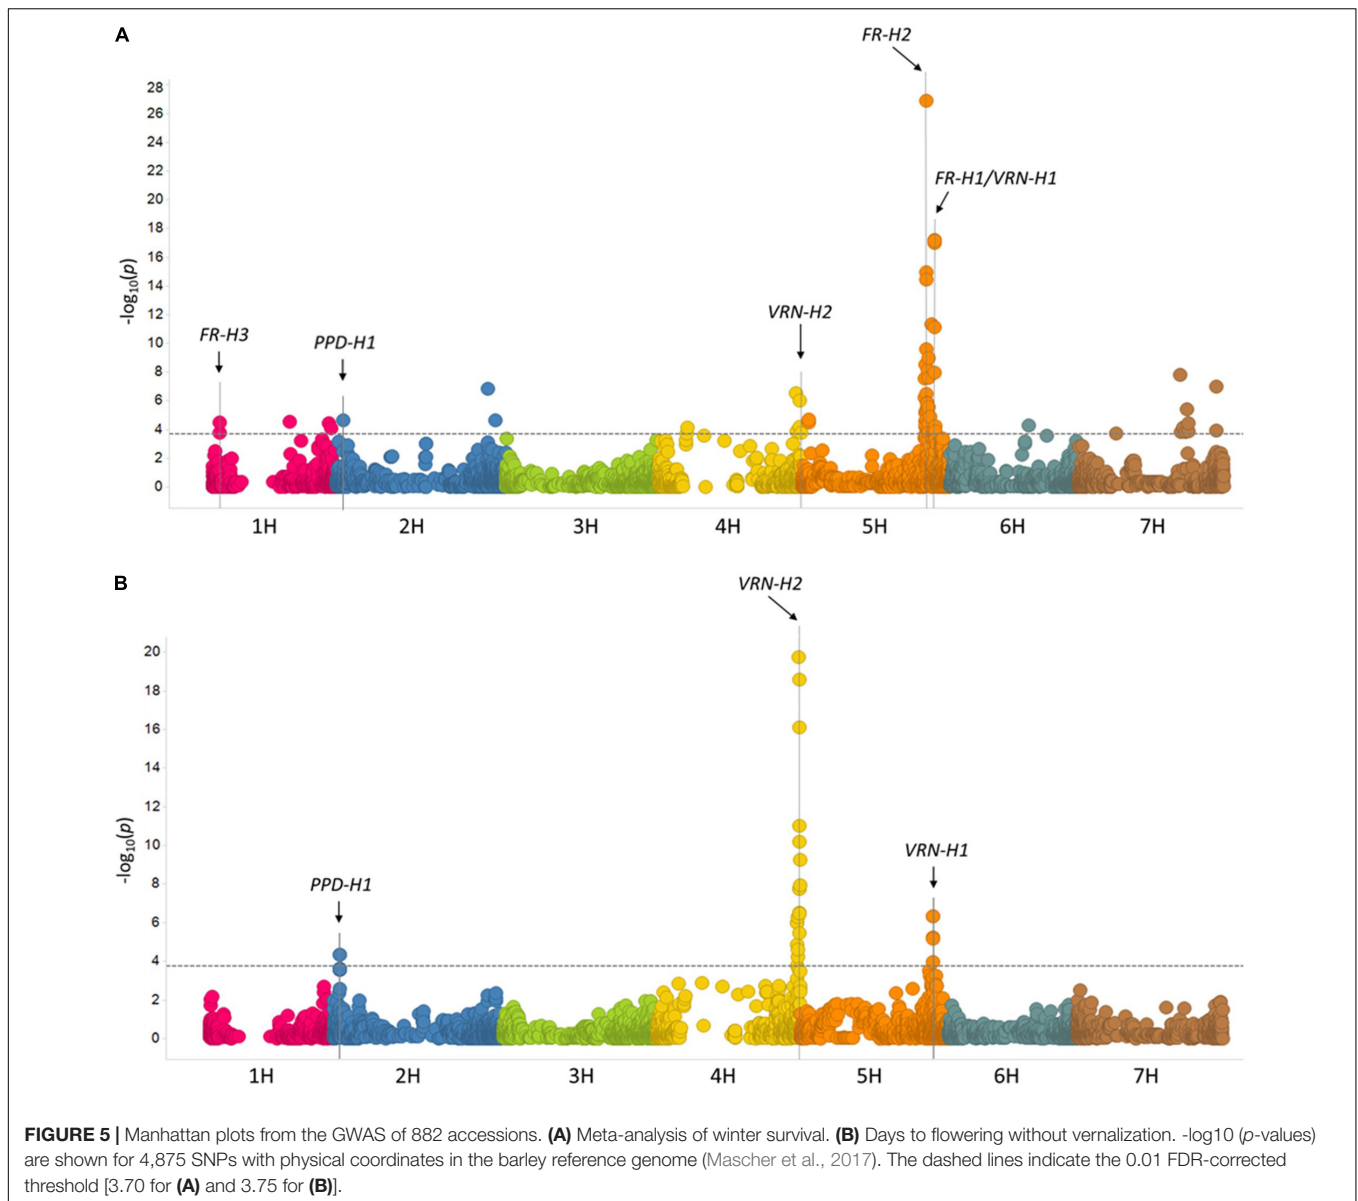 A
FR-H2
FR-H1/VRN-H1
VRN-H2
FR-H3
PPD-H1
-log10(p)
28
26
24
22
20
18
16
14
12
10
8
6
4
2
0
1H 2H 3H 4H 5H 6H 7H
B
VRN-H2
VRN-H1
PPD-H1
-log10(p)
20
18
16
14
12
10
8
6
4
2
0
1H 2H 3H 4H 5H 6H 7H
FIGURE 5 | Manhattan plots from the GWAS of 882 accessions. (A) Meta-analysis of winter survival. (B) Days to flowering without vernalization. -log10 (p-values)
are shown for 4,875 SNPs with physical coordinates in the barley reference genome (Mascher et al., 2017). The dashed lines indicate the 0.01 FDR-corrected
threshold [3.70 for (A) and 3.75 for (B)].